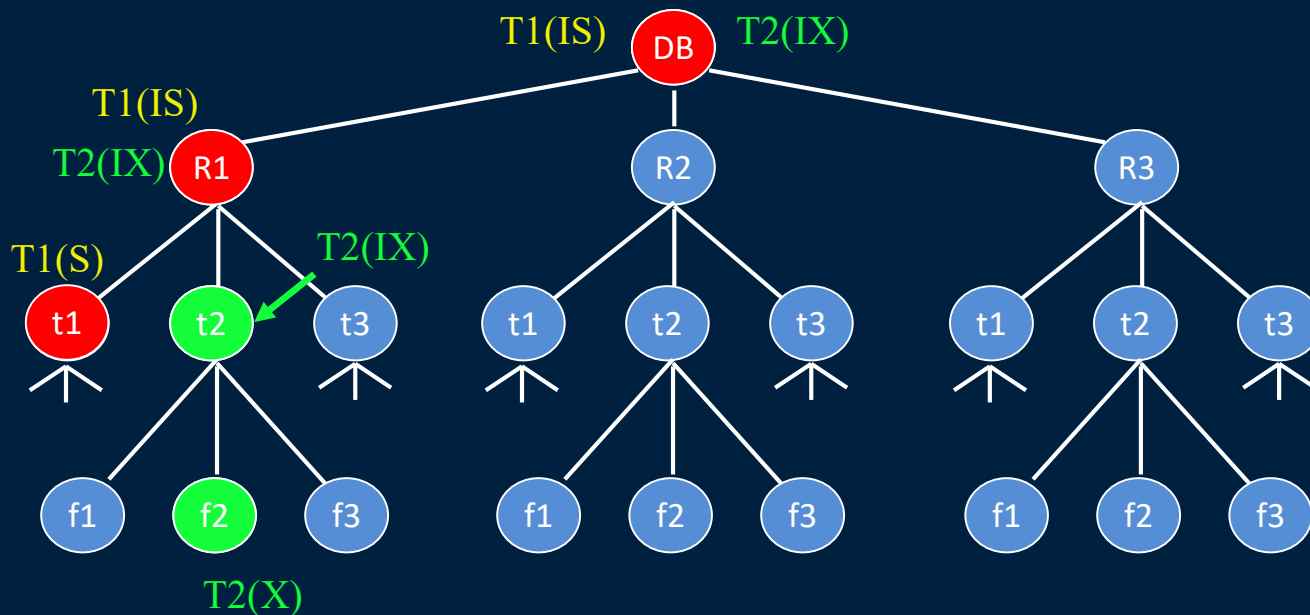 T1(IS) DB T2(IX)
T1(IS)
T2(IX) R1 R2 R3
T1(S) T2(IX)
t1 t2 t3 t1 t2 t3 t1 t2 t3
f1 f2 f3 f1 f2 f3 f1 f2 f3
T2(X)